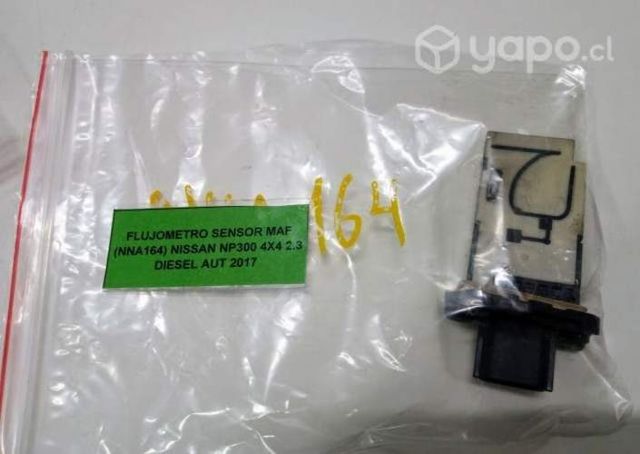 yapo.cl
164
FLUJOMETRO SENSOR MAF
(NNA164) NISSAN NP300 4X4 2.3
DIESEL AUT 2017